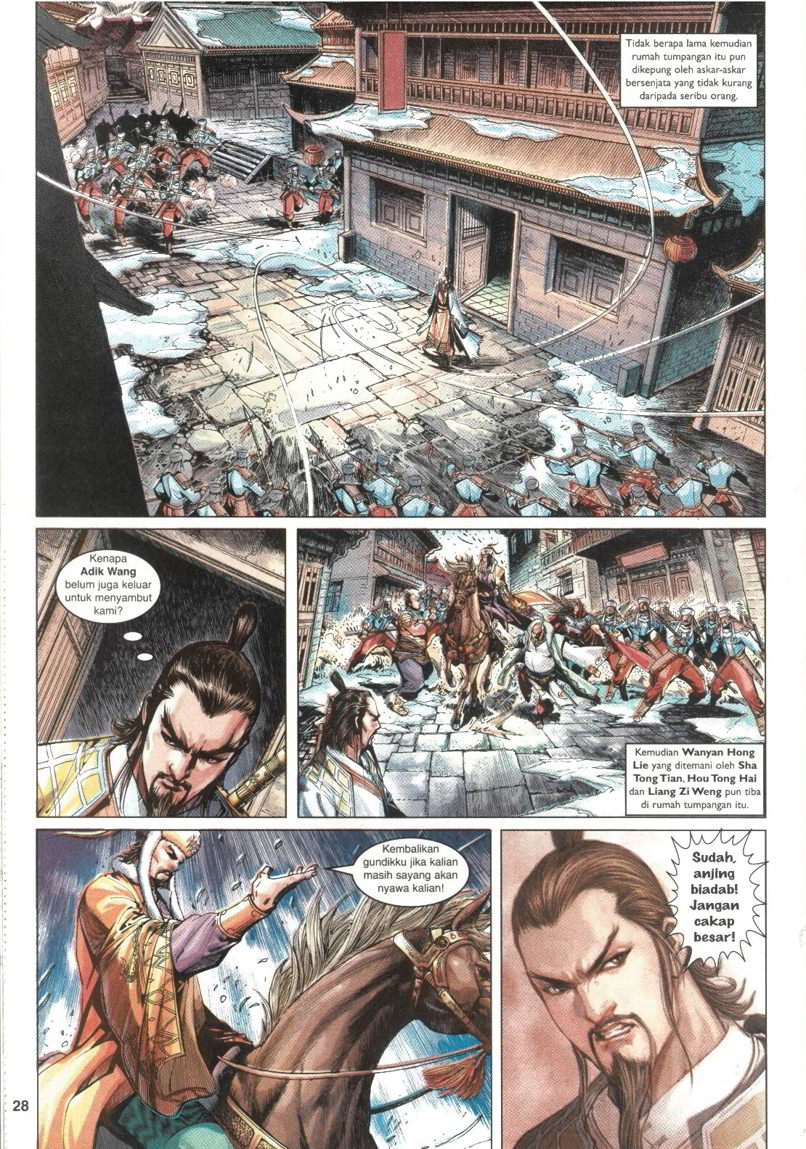 Tidak berapa lama kemudian
rumah tumpangan itu pun
dikepung oleh askar-askar
bersenjata yang tidak kurang
daripada seribu orang.
Kenapa
Adik Wang
belum juga keluar
untuk menyambut
kami?
Kemudian Wanyan Hong
Lie yang ditemani oleh Sha
Tong Tian, Hou Tong Hai
dan Liang Zi Weng pun tiba
di rumah tumpangan itu.
Kembalikan
gundikku jika kalian
masih sayang akan
nyawa kalian!
Sudah,
anjing
biadab!
Jangan
cakap
besar!
28